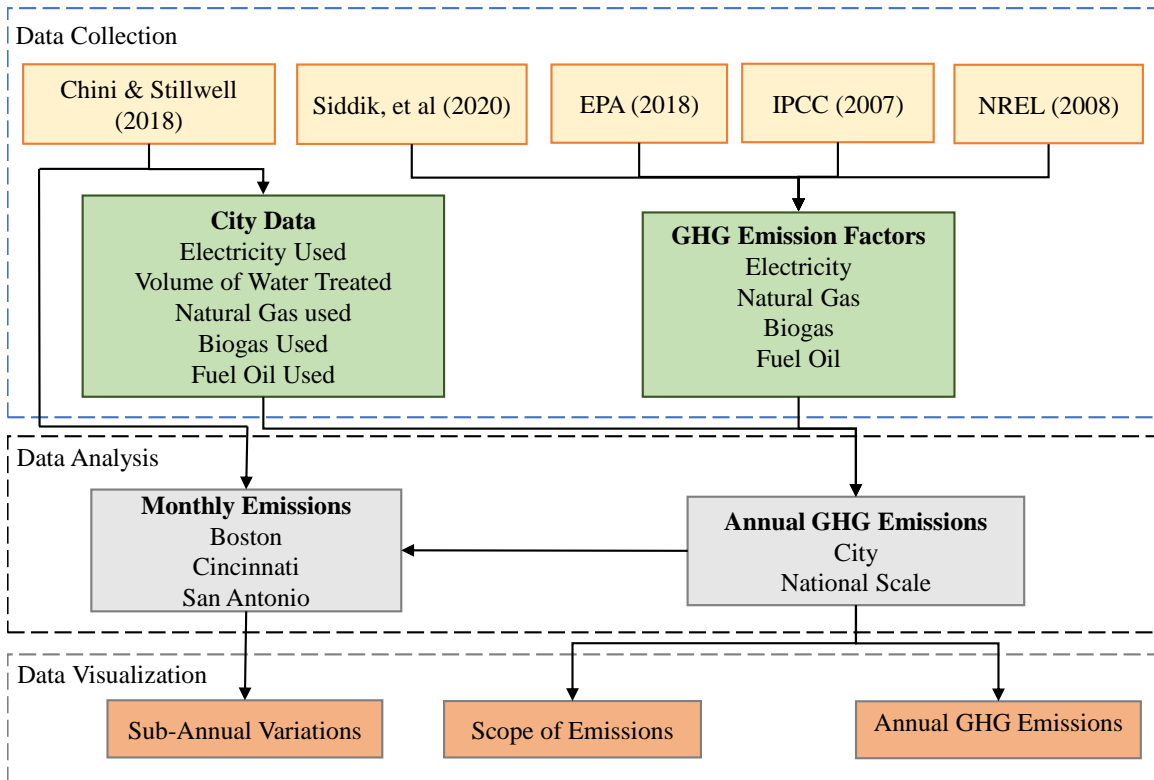 Data Collection
Chini & Stillwell
(2018)
Siddik, et al (2020)
EPA (2018)
IPCC (2007)
NREL (2008)
City Data
Electricity Used
Volume of Water Treated
Natural Gas used
Biogas Used
Fuel Oil Used
GHG Emission Factors
Electricity
Natural Gas
Biogas
Fuel Oil
Data Analysis
Monthly Emissions
Boston
Cincinnati
San Antonio
Annual GHG Emissions
City
National Scale
Data Visualization
Sub-Annual Variations
Scope of Emissions
Annual GHG Emissions